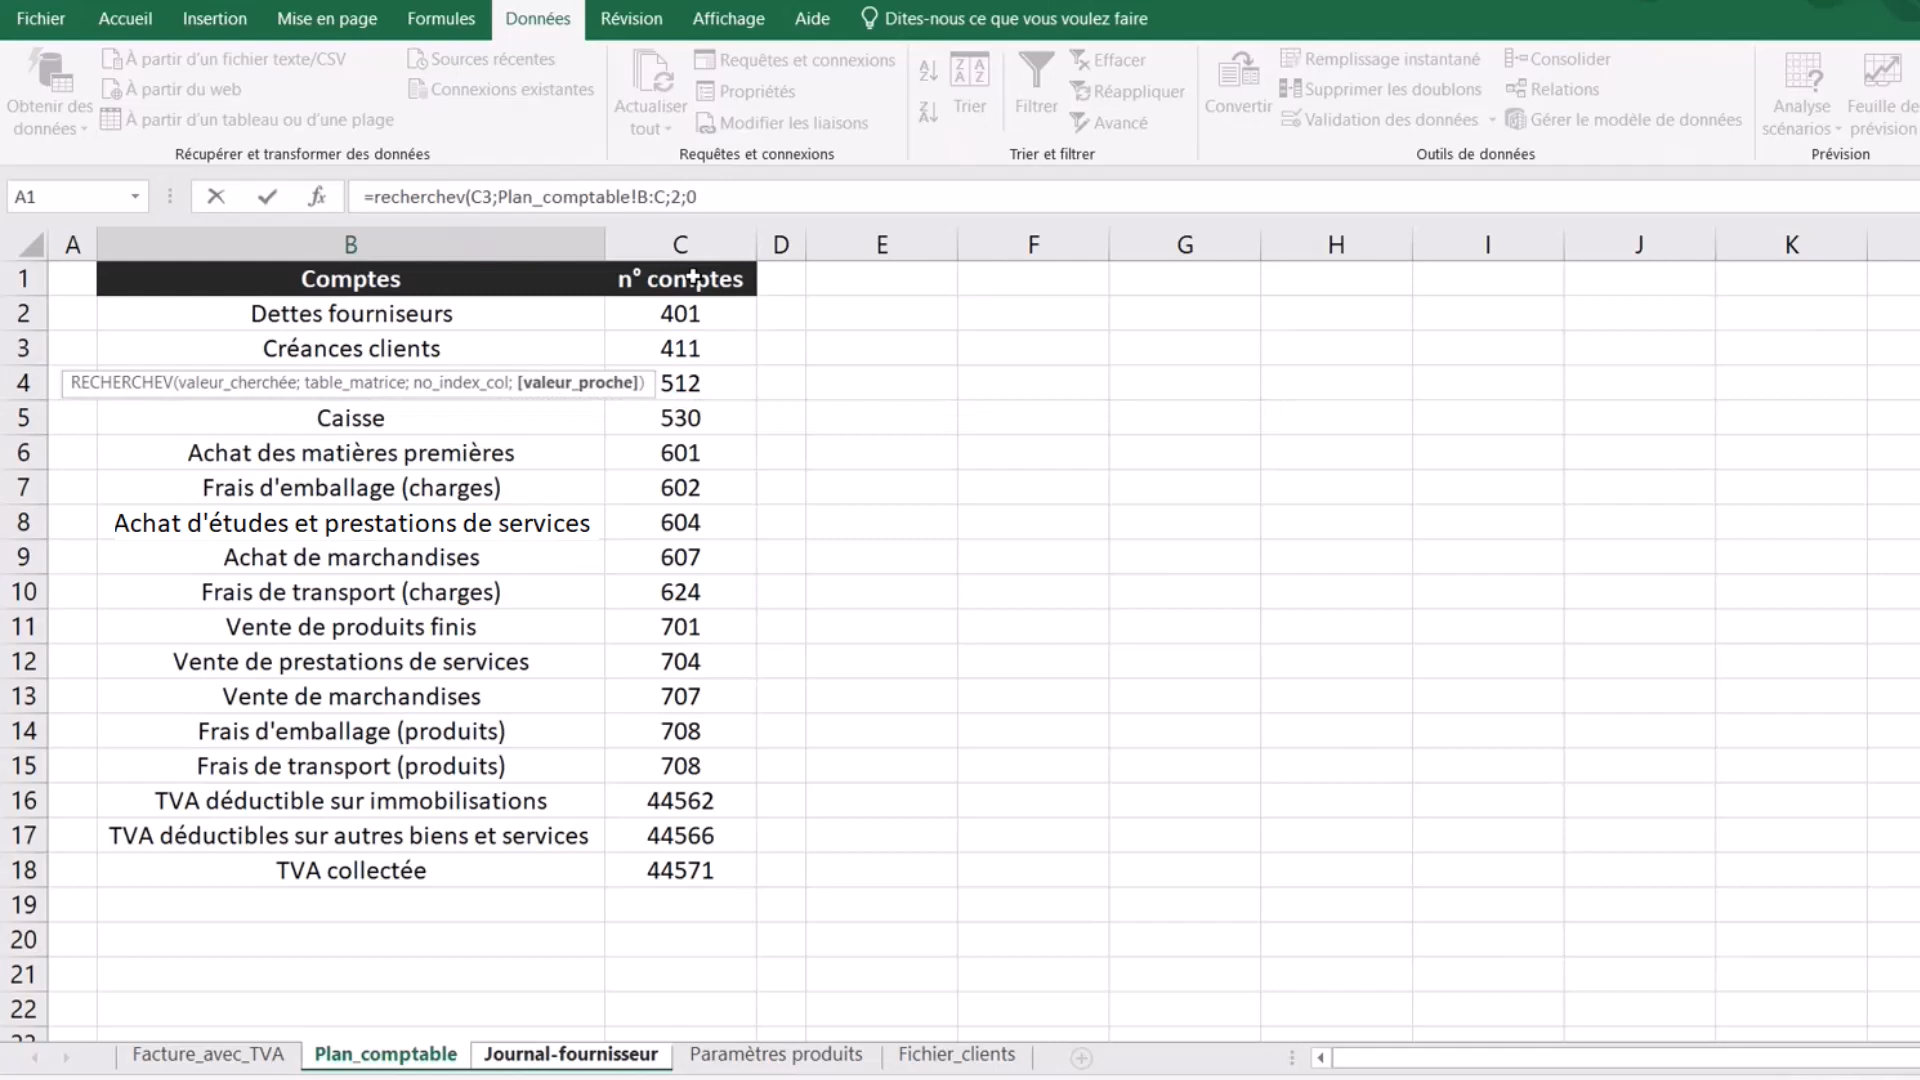 Fichier Accueil Insertion Mise en page Formules Données Révision Affichage Aide Dites-nous ce que vous voulez faire
Obtenir des données
À partir d'un fichier texte/CSV
À partir du web
À partir d'un tableau ou d'une plage
Sources récentes
Connexions existantes
Récupérer et transformer des données
Actualiser tout
Requêtes et connexions
Propriétés
Modifier les liaisons
Requêtes et connexions
Trier
Filtrer
Effacer
Réappliquer
Avancé
Trier et filtrer
Convertir
Remplissage instantané
Supprimer les doublons
Validation des données
Consolider
Relations
Gérer le modèle de données
Outils de données
Analyse scénarios
Feuille de prévision
Prévision
A1 fx =recherchev(C3;Plan_comptable!B:C;2;0
A B C D E F G H I J K
1 Comptes n° comptes
2 Dettes fourniseurs 401
3 Créances clients 411
4 RECHERCHEV(valeur_cherchée; table_matrice; no_index_col; [valeur_proche]) 512
5 Caisse 530
6 Achat des matières premières 601
7 Frais d'emballage (charges) 602
8 Achat d'études et prestations de services 604
9 Achat de marchandises 607
10 Frais de transport (charges) 624
11 Vente de produits finis 701
12 Vente de prestations de services 704
13 Vente de marchandises 707
14 Frais d'emballage (produits) 708
15 Frais de transport (produits) 708
16 TVA déductible sur immobilisations 44562
17 TVA déductibles sur autres biens et services 44566
18 TVA collectée 44571
19
20
21
22
Facture_avec_TVA Plan_comptable Journal-fournisseur Paramètres produits Fichier_clients